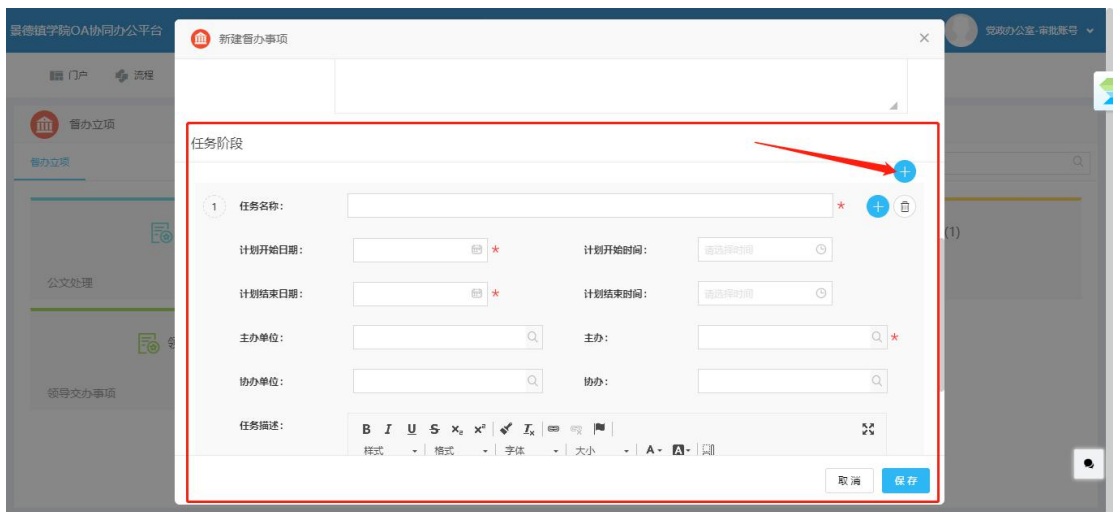 景德镇学院OA协同办公平台
新建督办事项
党政办公室-审批账号
门户
流程
督办立项
督办立项
任务阶段
1 任务名称: *
计划开始日期: * 计划开始时间: 请选择时间
(1)
公文处理
计划结束日期: * 计划结束时间: 请选择时间
主办单位: 主办: *
领导交办事项
协办单位: 协办:
任务描述:
B I U S x₂ x² Tx
样式 格式 字体 大小 A A
取消 保存